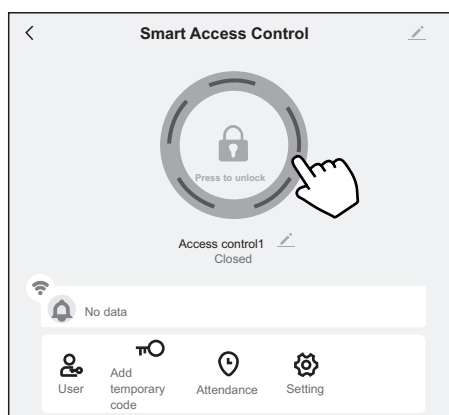 Smart Access Control
Press to unlock
Access control1
Closed
No data
User
Add
temporary
code
Attendance
Setting